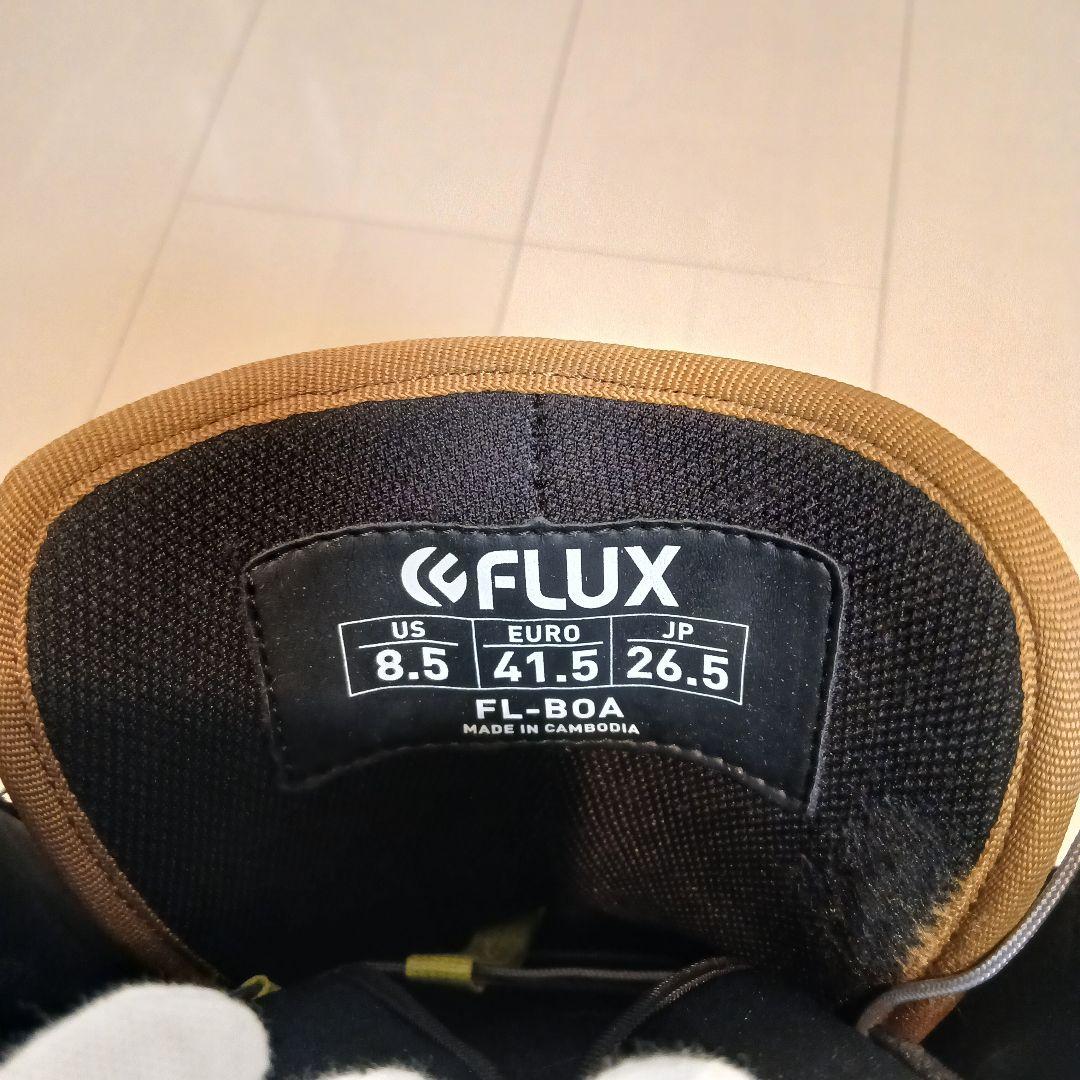 FLUX
US EURO JP
8.5 41.5 26.5
FL-BOA
MADE IN CAMBODIA